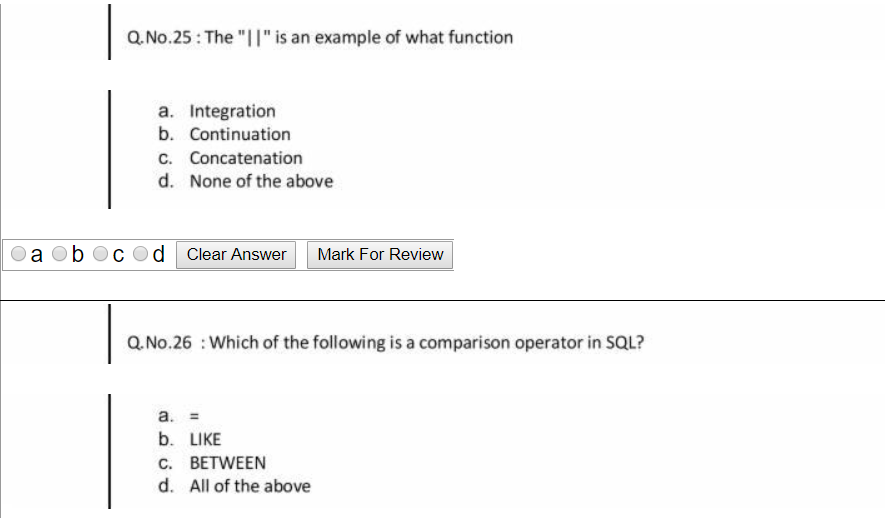 Q.No.25 : The "||" is an example of what function
a. Integration
b. Continuation
c. Concatenation
d. None of the above
a b c d Clear Answer Mark For Review
Q.No.26 : Which of the following is a comparison operator in SQL?
a. =
b. LIKE
c. BETWEEN
d. All of the above